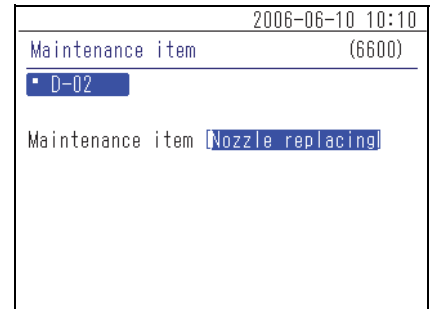 2006-06-10 10:10
Maintenance item (6600)
▪ D-02
Maintenance item [Nozzle replacing]